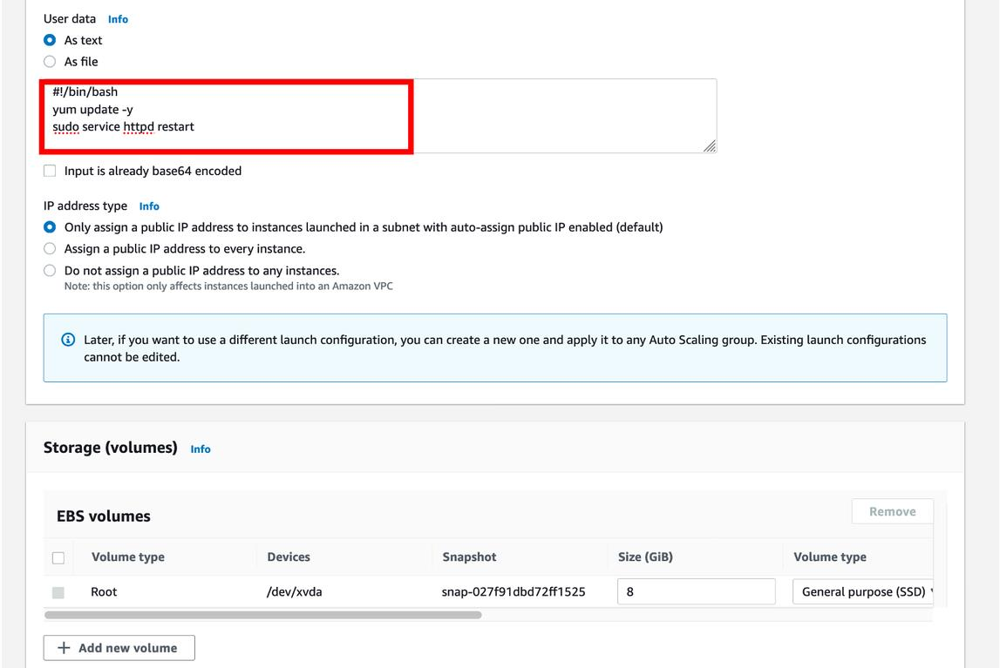 User data Info
As text
As file
#!/bin/bash
yum update -y
sudo service httpd restart
Input is already base64 encoded
IP address type Info
Only assign a public IP address to instances launched in a subnet with auto-assign public IP enabled (default)
Assign a public IP address to every instance.
Do not assign a public IP address to any instances.
Note: this option only affects instances launched into an Amazon VPC
Later, if you want to use a different launch configuration, you can create a new one and apply it to any Auto Scaling group. Existing launch configurations
cannot be edited.
Storage (volumes) Info
EBS volumes Remove
Volume type Devices Snapshot Size (GiB) Volume type
Root /dev/xvda snap-027f91dbd72ff1525 8 General purpose (SSD)
Add new volume